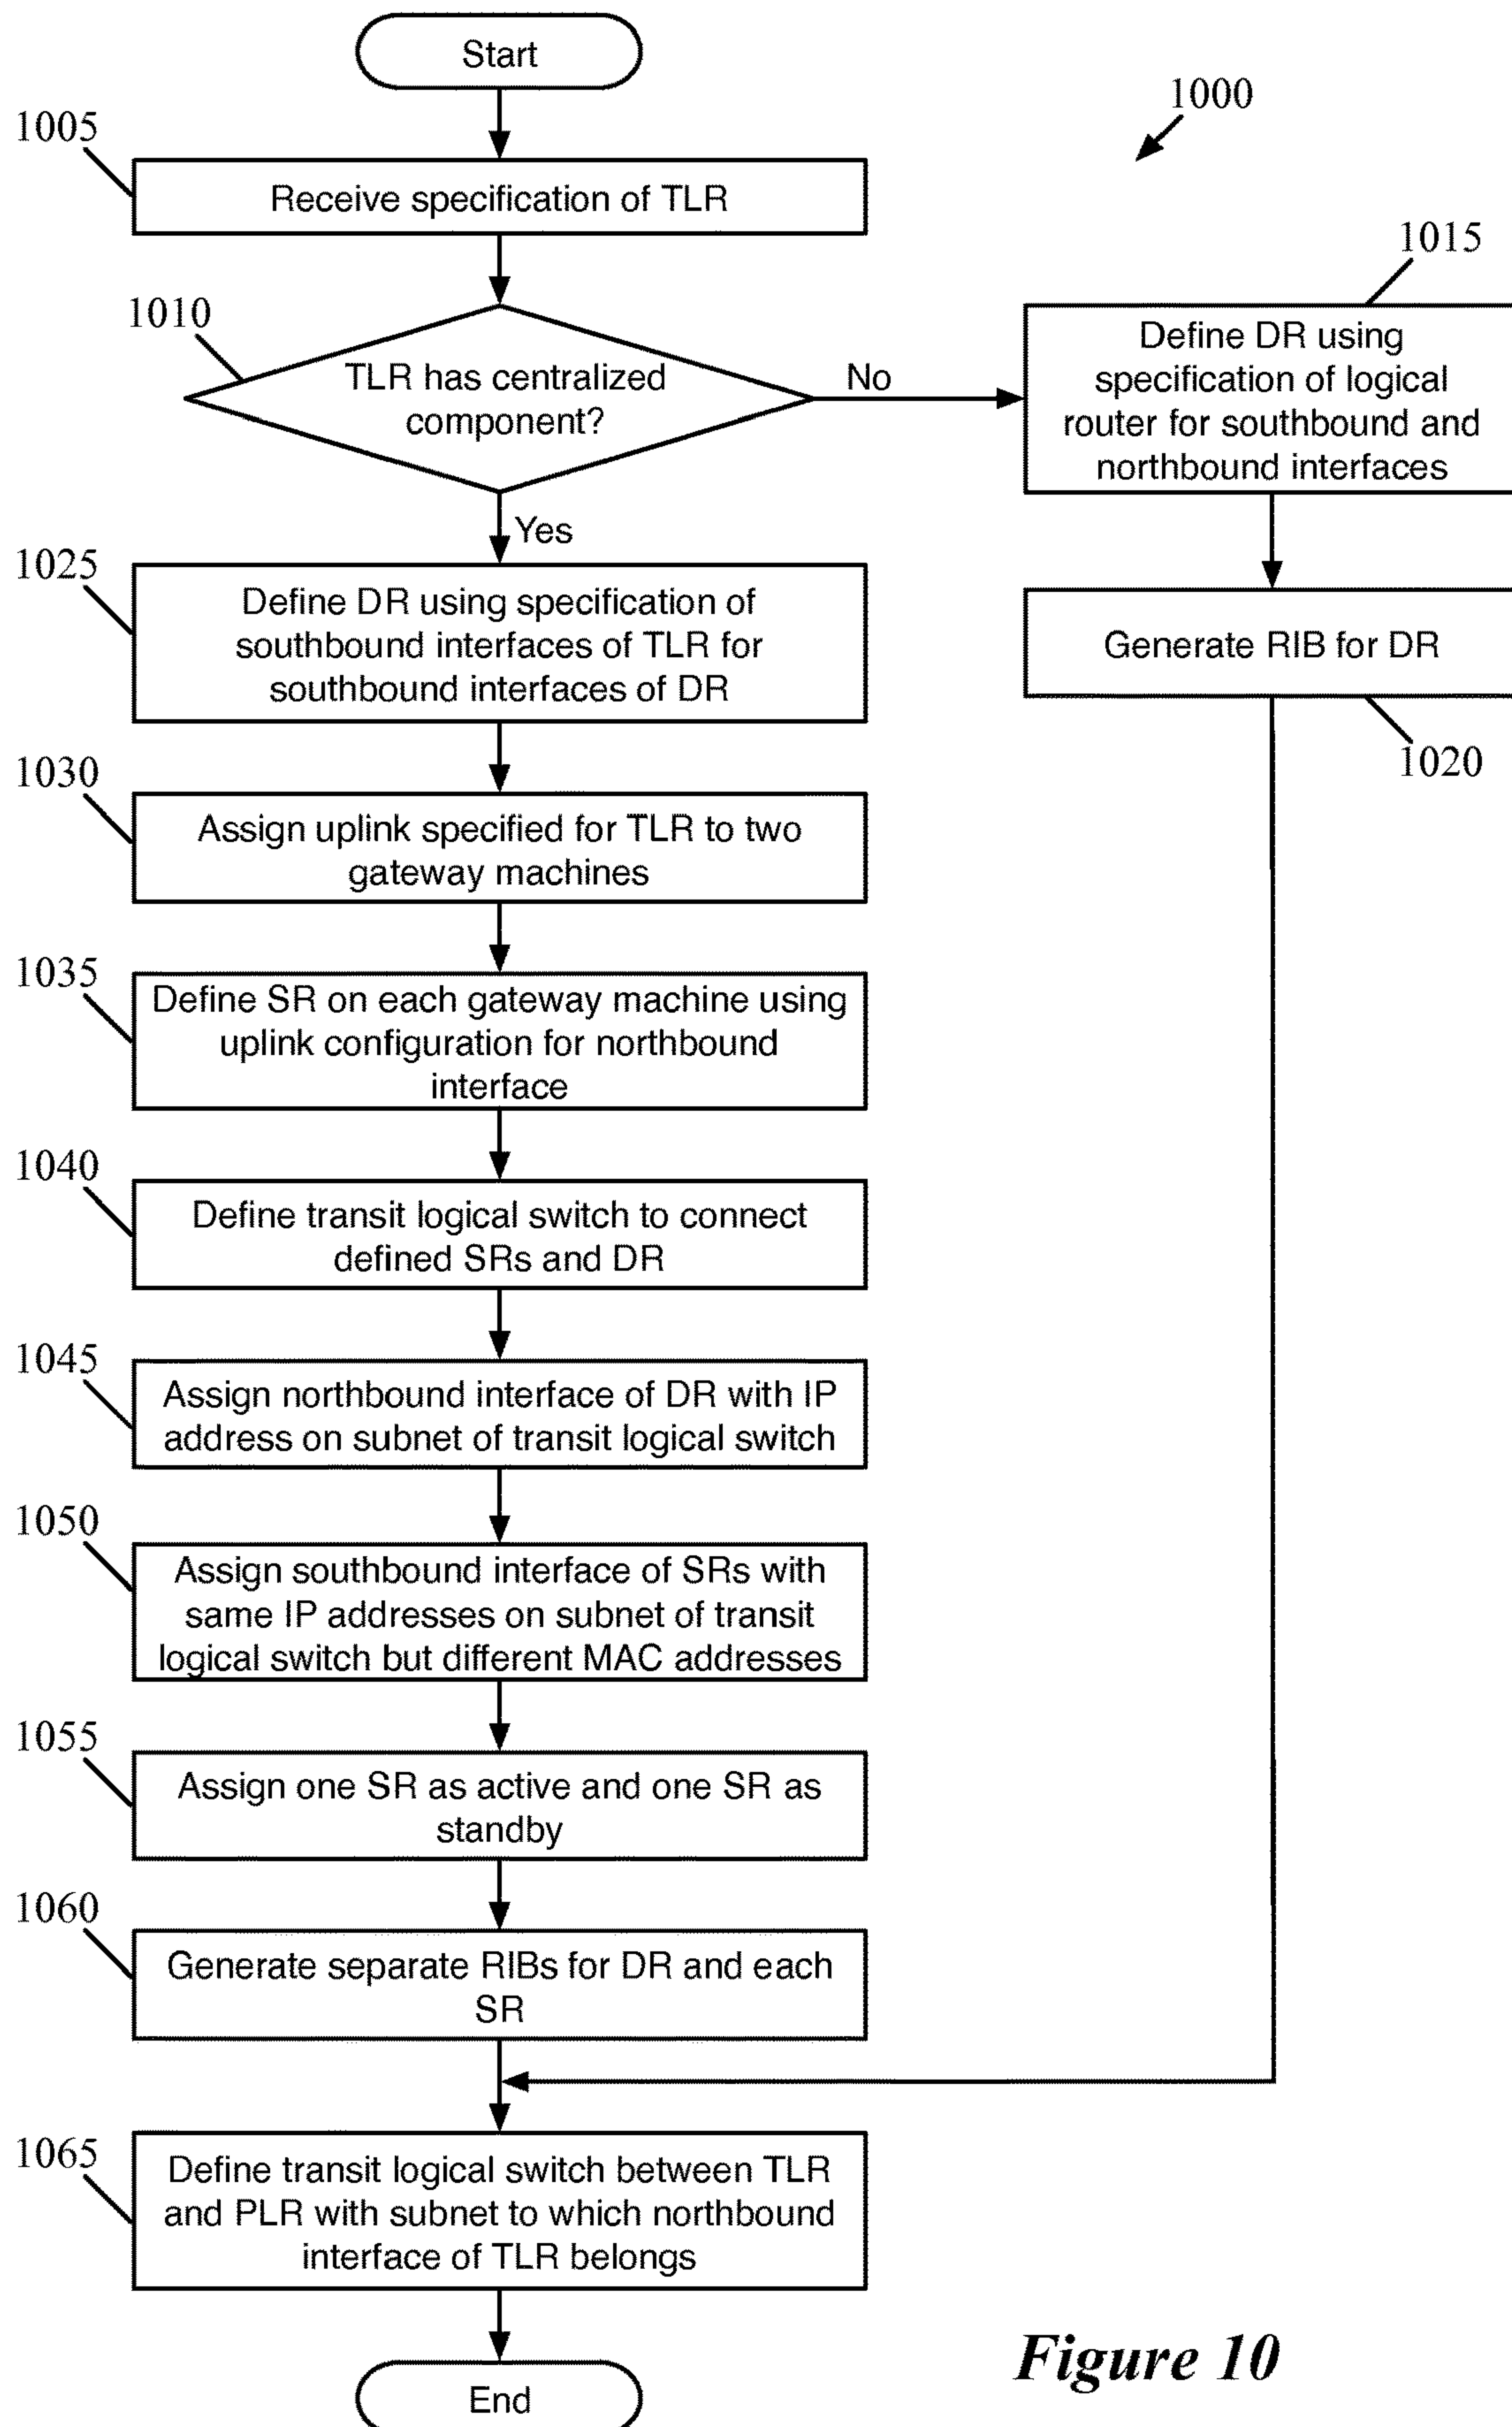 Start
1000
1005
Receive specification of TLR
1010
TLR has centralized
component?
No
1015
Define DR using
specification of logical
router for southbound and
northbound interfaces
Yes
1025
Define DR using specification of
southbound interfaces of TLR for
southbound interfaces of DR
Generate RIB for DR
1020
1030
Assign uplink specified for TLR to two
gateway machines
1035
Define SR on each gateway machine using
uplink configuration for northbound
interface
1040
Define transit logical switch to connect
defined SRs and DR
1045
Assign northbound interface of DR with IP
address on subnet of transit logical switch
1050
Assign southbound interface of SRs with
same IP addresses on subnet of transit
logical switch but different MAC addresses
1055
Assign one SR as active and one SR as
standby
1060
Generate separate RIBs for DR and each
SR
1065
Define transit logical switch between TLR
and PLR with subnet to which northbound
interface of TLR belongs
End
Figure 10